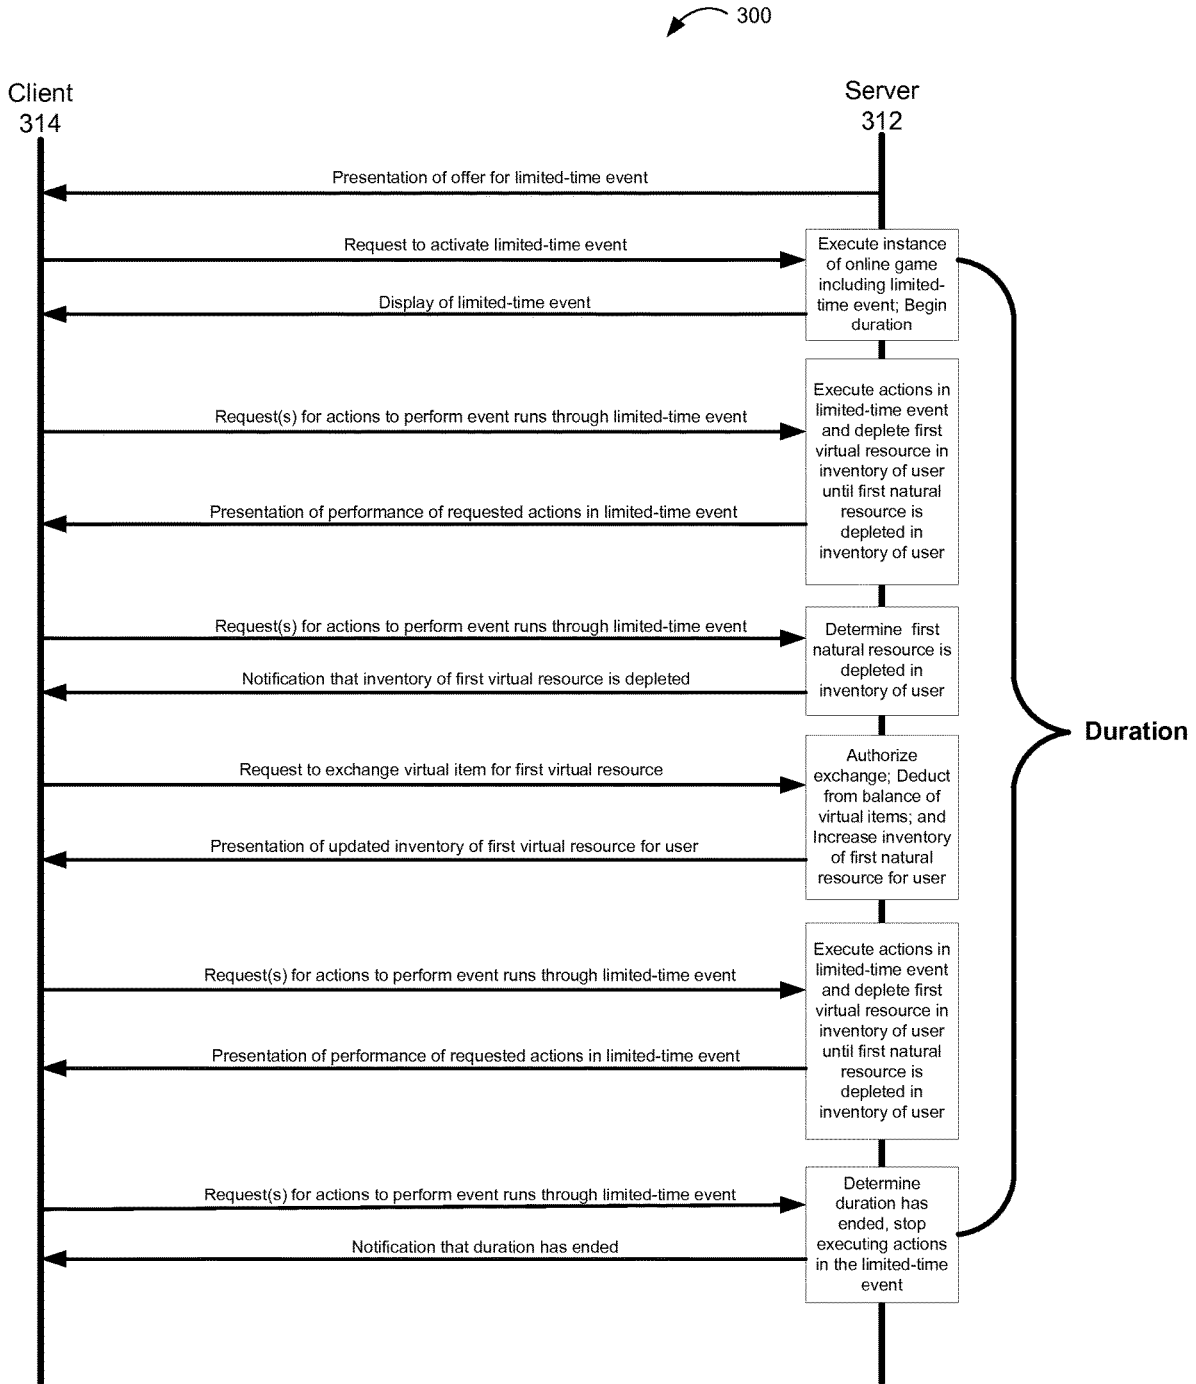 300
Client
314
Server
312
Presentation of offer for limited-time event
Request to activate limited-time event
Display of limited-time event
Execute instance
of online game
including limited-
time event; Begin
duration
Request(s) for actions to perform event runs through limited-time event
Presentation of performance of requested actions in limited-time event
Execute actions in
limited-time event
and deplete first
virtual resource in
inventory of user
until first natural
resource is
depleted in
inventory of user
Request(s) for actions to perform event runs through limited-time event
Notification that inventory of first virtual resource is depleted
Determine first
natural resource is
depleted in
inventory of user
Duration
Request to exchange virtual item for first virtual resource
Presentation of updated inventory of first virtual resource for user
Authorize
exchange; Deduct
from balance of
virtual items; and
Increase inventory
of first natural
resource for user
Request(s) for actions to perform event runs through limited-time event
Presentation of performance of requested actions in limited-time event
Execute actions in
limited-time event
and deplete first
virtual resource in
inventory of user
until first natural
resource is
depleted in
inventory of user
Request(s) for actions to perform event runs through limited-time event
Notification that duration has ended
Determine
duration has
ended, stop
executing actions
in the limited-time
event